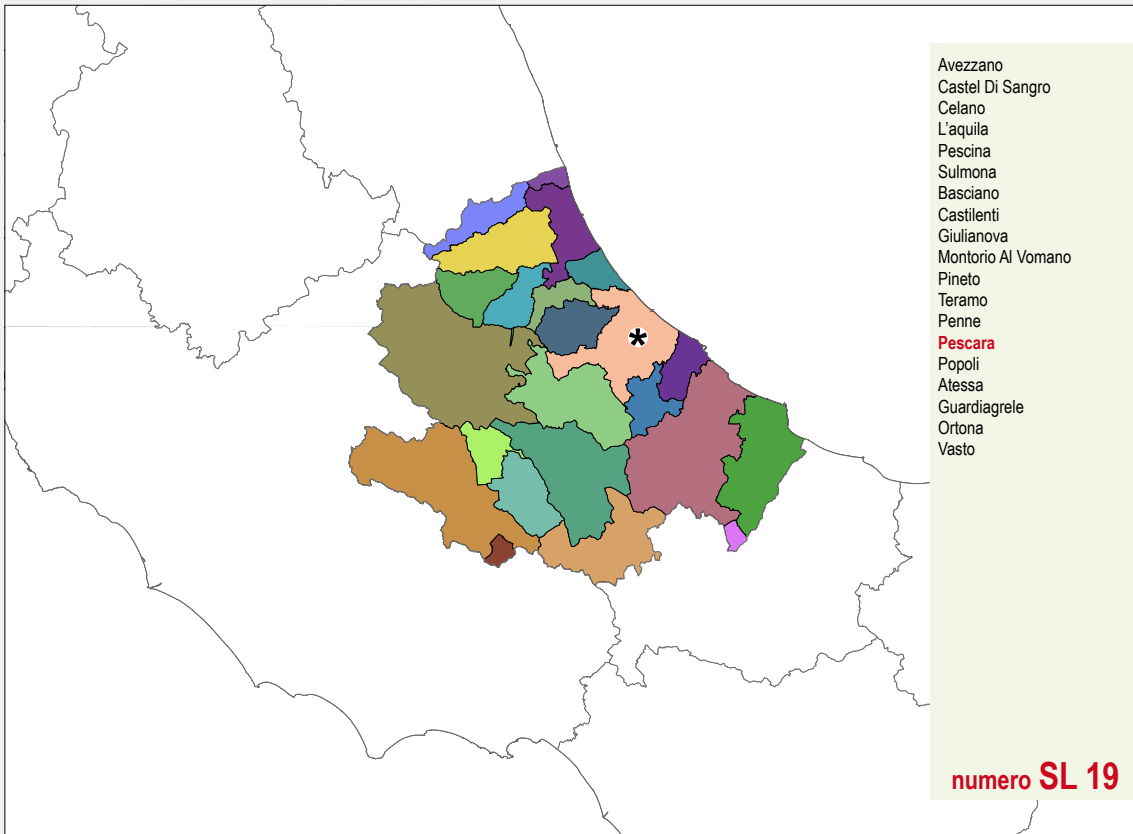 Avezzano
Castel Di Sangro
Celano
L'aquila
Pescina
Sulmona
Basciano
Castilenti
Giulianova
Montorio Al Vomano
Pineto
Teramo
Penne
Pescara
Popoli
Atessa
Guardiagrele
Ortona
Vasto
*
numero SL 19